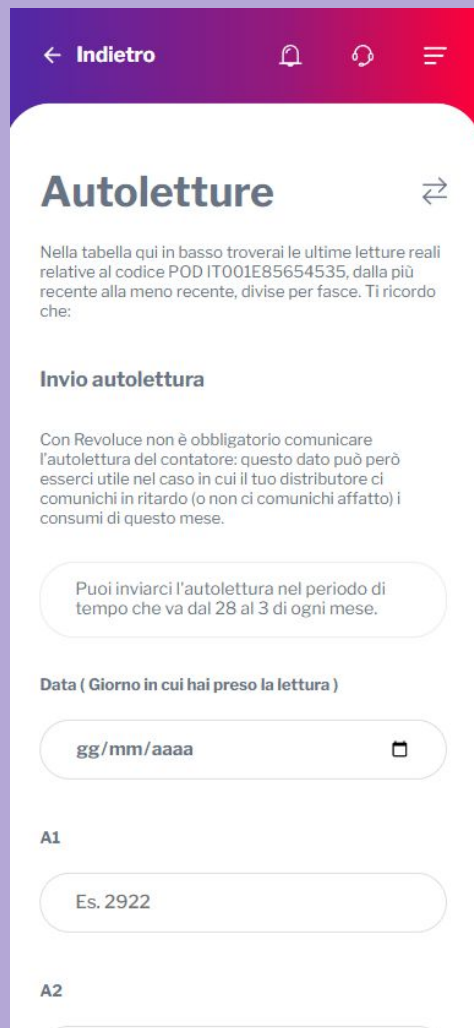 Indietro
Autoletture
Nella tabella qui in basso troverai le ultime letture reali
relative al codice POD IT001E85654535, dalla più
recente alla meno recente, divise per fasce. Ti ricordo
che:
Invio autolettura
Con Revoluce non è obbligatorio comunicare
l'autolettura del contatore: questo dato può però
esserci utile nel caso in cui il tuo distributore ci
comunichi in ritardo (o non ci comunichi affatto) i
consumi di questo mese.
Puoi inviarci l'autolettura nel periodo di
tempo che va dal 28 al 3 di ogni mese.
Data ( Giorno in cui hai preso la lettura )
gg/mm/aaaa
A1
Es. 2922
A2